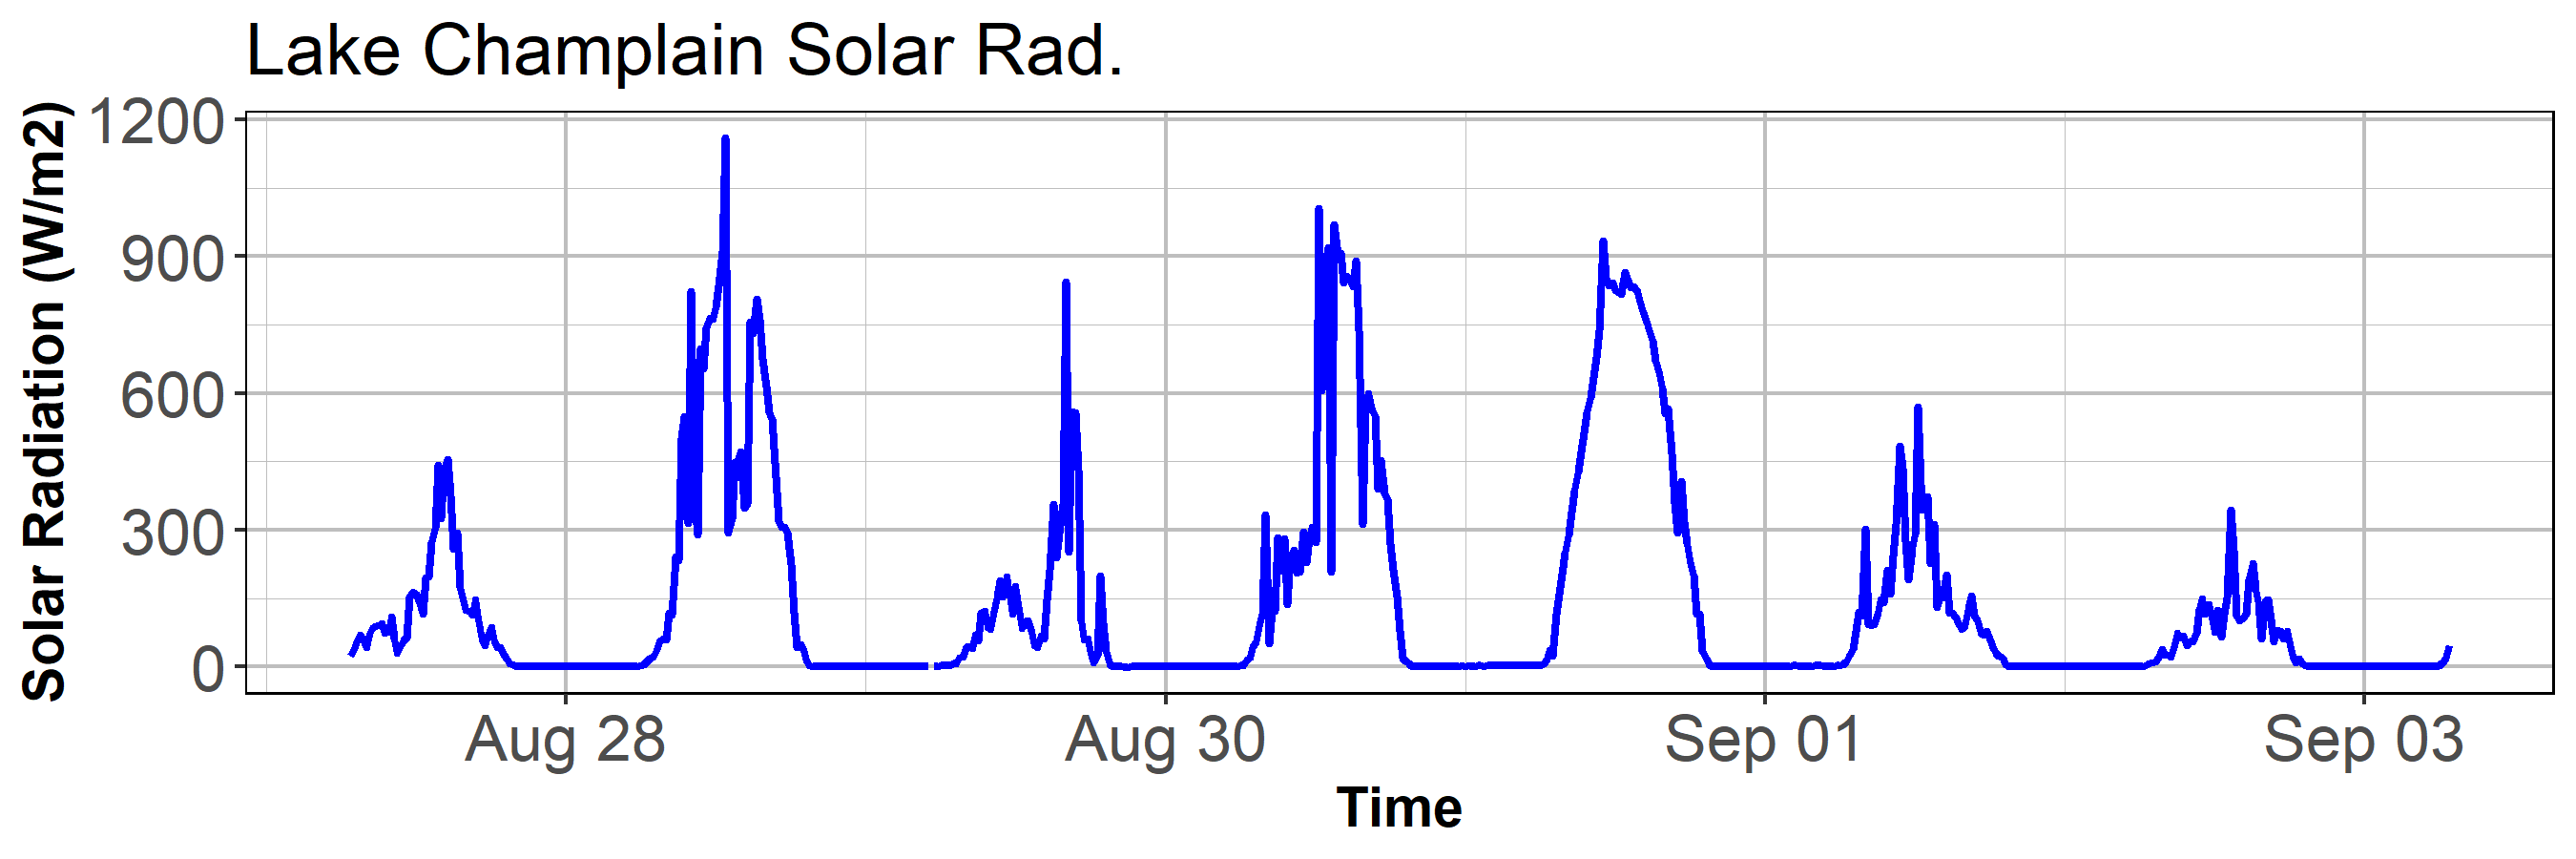 Lake Champlain Solar Rad.
Solar Radiation (W/m2)
1200
900
600
300
0
Aug 28 Aug 30 Sep 01 Sep 03
Time